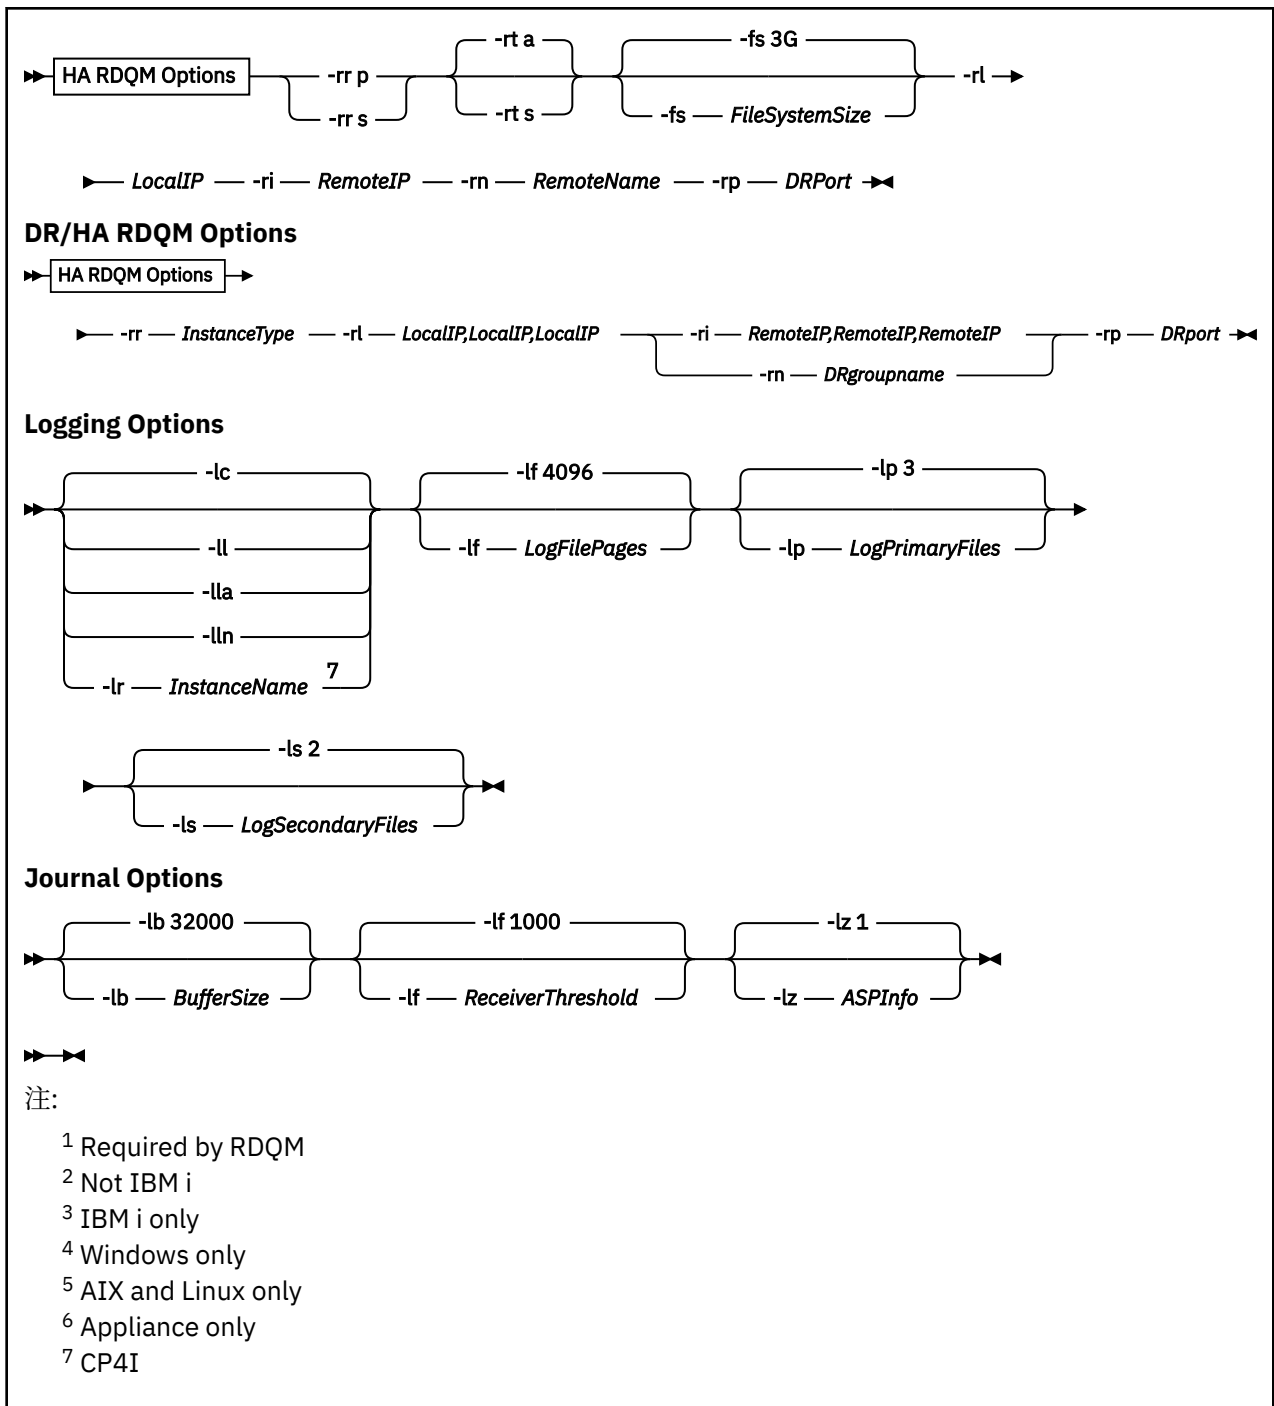 -rt a -fs 3G
HA RDQM Options -rr p -rl
-rr s -rt s -fs FileSystemSize
LocalIP -ri RemoteIP -rn RemoteName -rp DRPort
DR/HA RDQM Options
HA RDQM Options
-rr InstanceType -rl LocalIP,LocalIP,LocalIP -ri RemoteIP,RemoteIP,RemoteIP -rp DRport
-rn DRgroupname
Logging Options
-lc -lf 4096 -lp 3
-ll -lf LogFilePages -lp LogPrimaryFiles
-lla
-lln
-lr InstanceName 7
-ls 2
-ls LogSecondaryFiles
Journal Options
-lb 32000 -lf 1000 -lz 1
-lb BufferSize -lf ReceiverThreshold -lz ASPInfo
注:
1 Required by RDQM
2 Not IBM i
3 IBM i only
4 Windows only
5 AIX and Linux only
6 Appliance only
7 CP4I